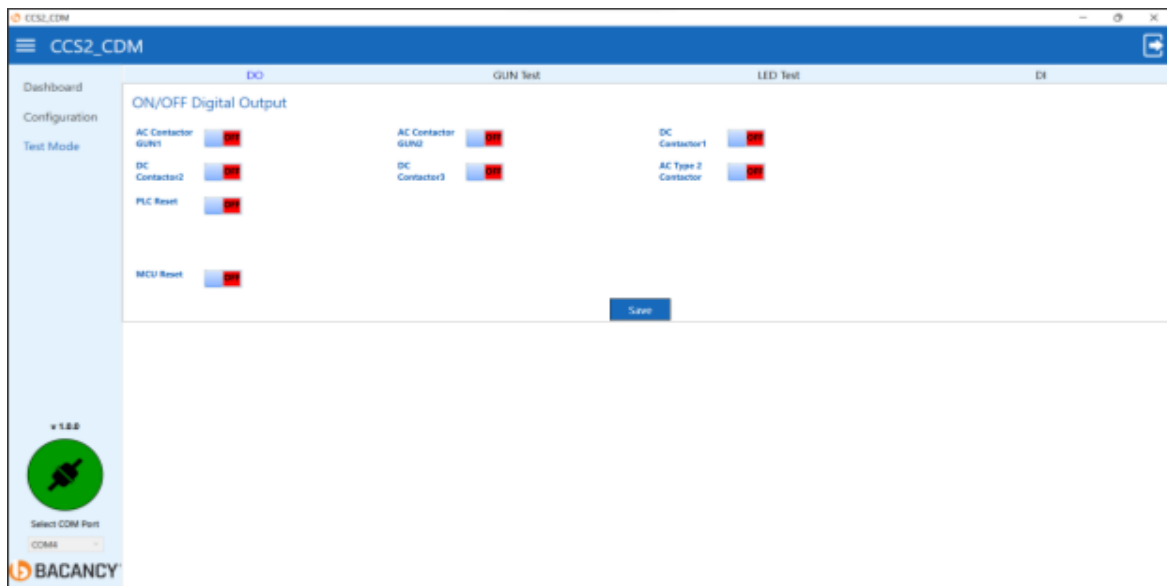 CCS2_CDM
CCS2_CDM
DO GUN Test LED Test DI
Dashboard
Configuration
Test Mode
ON/OFF Digital Output
AC Contactor
GUN1
OFF
AC Contactor
GUN2
OFF
DC
Contactor1
OFF
DC
Contactor2
OFF
DC
Contactor3
OFF
AC Type 2
Contactor
OFF
PLC Reset
OFF
MCU Reset
OFF
Save
v 1.0.0
Select COM Port
COM4
BACANCY